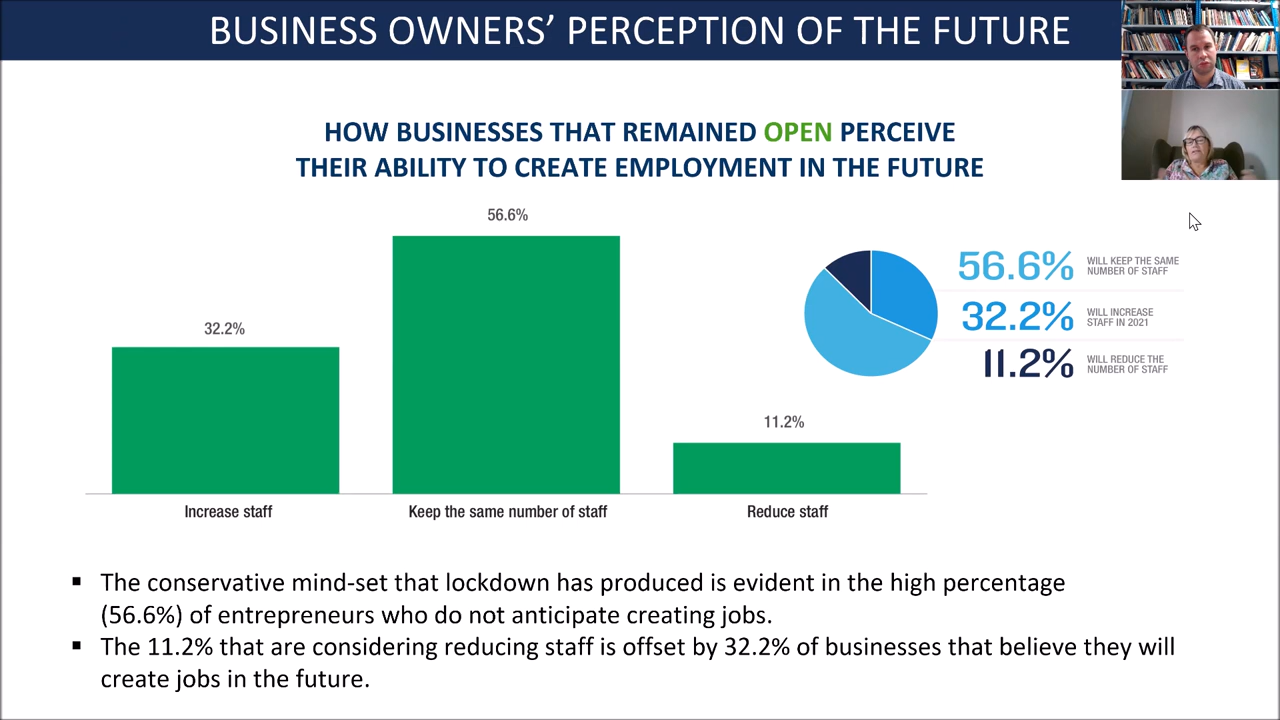 BUSINESS OWNERS’ PERCEPTION OF THE FUTURE
HOW BUSINESSES THAT REMAINED OPEN PERCEIVE
THEIR ABILITY TO CREATE EMPLOYMENT IN THE FUTURE
56.6%
32.2%
11.2%
Increase staff
Keep the same number of staff
Reduce staff
56.6%
WILL KEEP THE SAME
NUMBER OF STAFF
32.2%
WILL INCREASE
STAFF IN 2021
11.2%
WILL REDUCE THE
NUMBER OF STAFF
▪ The conservative mind-set that lockdown has produced is evident in the high percentage
(56.6%) of entrepreneurs who do not anticipate creating jobs.
▪ The 11.2% that are considering reducing staff is offset by 32.2% of businesses that believe they will
create jobs in the future.